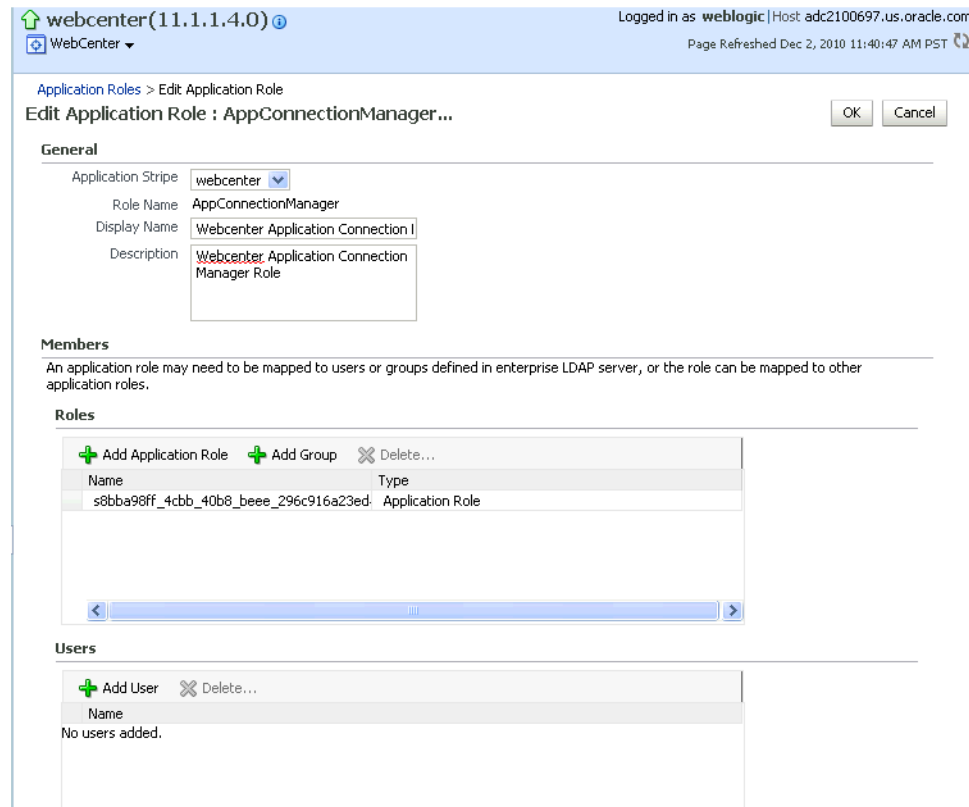 webcenter(11.1.1.4.0)
Logged in as weblogic|Host adc2100697.us.oracle.com
WebCenter
Page Refreshed Dec 2, 2010 11:40:47 AM PST
Application Roles > Edit Application Role
Edit Application Role : AppConnectionManager...
OK Cancel
General
Application Stripe webcenter
Role Name AppConnectionManager
Display Name Webcenter Application Connection
Description Webcenter Application Connection
Manager Role
Members
An application role may need to be mapped to users or groups defined in enterprise LDAP server, or the role can be mapped to other
application roles.
Roles
Add Application Role Add Group Delete...
Name Type
s8bba98ff_4cbb_40b8_beee_296c916a23ed- Application Role
Users
Add User Delete...
Name
No users added.